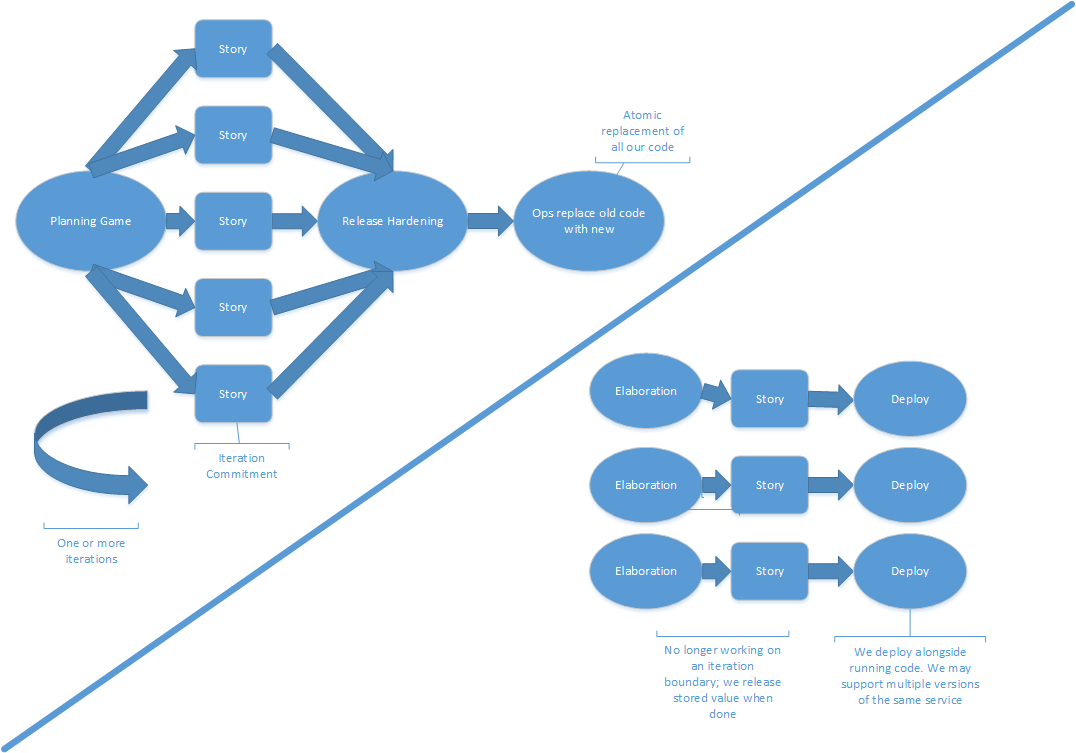 Story
Story
Story
Story
Story
Planning Game
Release Hardening
Ops replace old code
with new
Atomic
replacement of
all our code
Iteration
Commitment
One or more
iterations
Elaboration
Story
Deploy
Elaboration
Story
Deploy
Elaboration
Story
Deploy
No longer working on
an iteration
boundary; we release
stored value when
done
We deploy alongside
running code. We may
support multiple versions
of the same service